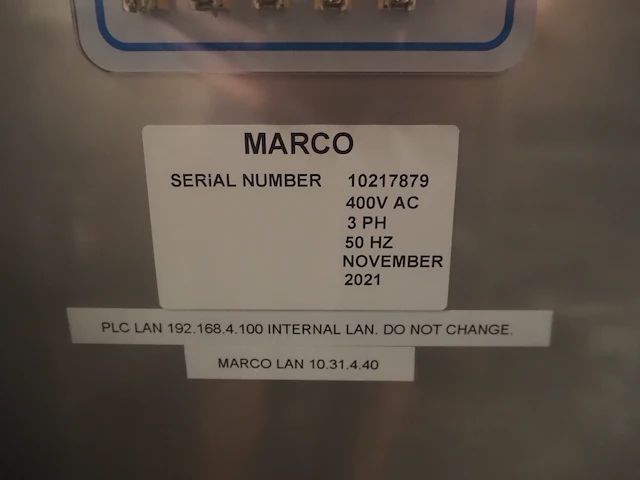 MARCO
SERiAL NUMBER 10217879
400V AC
3 PH
50 HZ
NOVEMBER
2021
PLC LAN 192.168.4.100 INTERNAL LAN. DO NOT CHANGE.
MARCO LAN 10.31.4.40